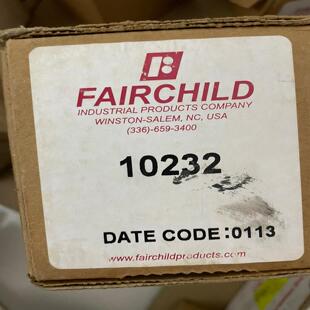 FAIRCHILD
INDUSTRIAL PRODUCTS COMPANY
WINSTON-SALEM, NC, USA
(336)-659-3400
10232
DATE CODE:0113
www.fairchildproducts.com